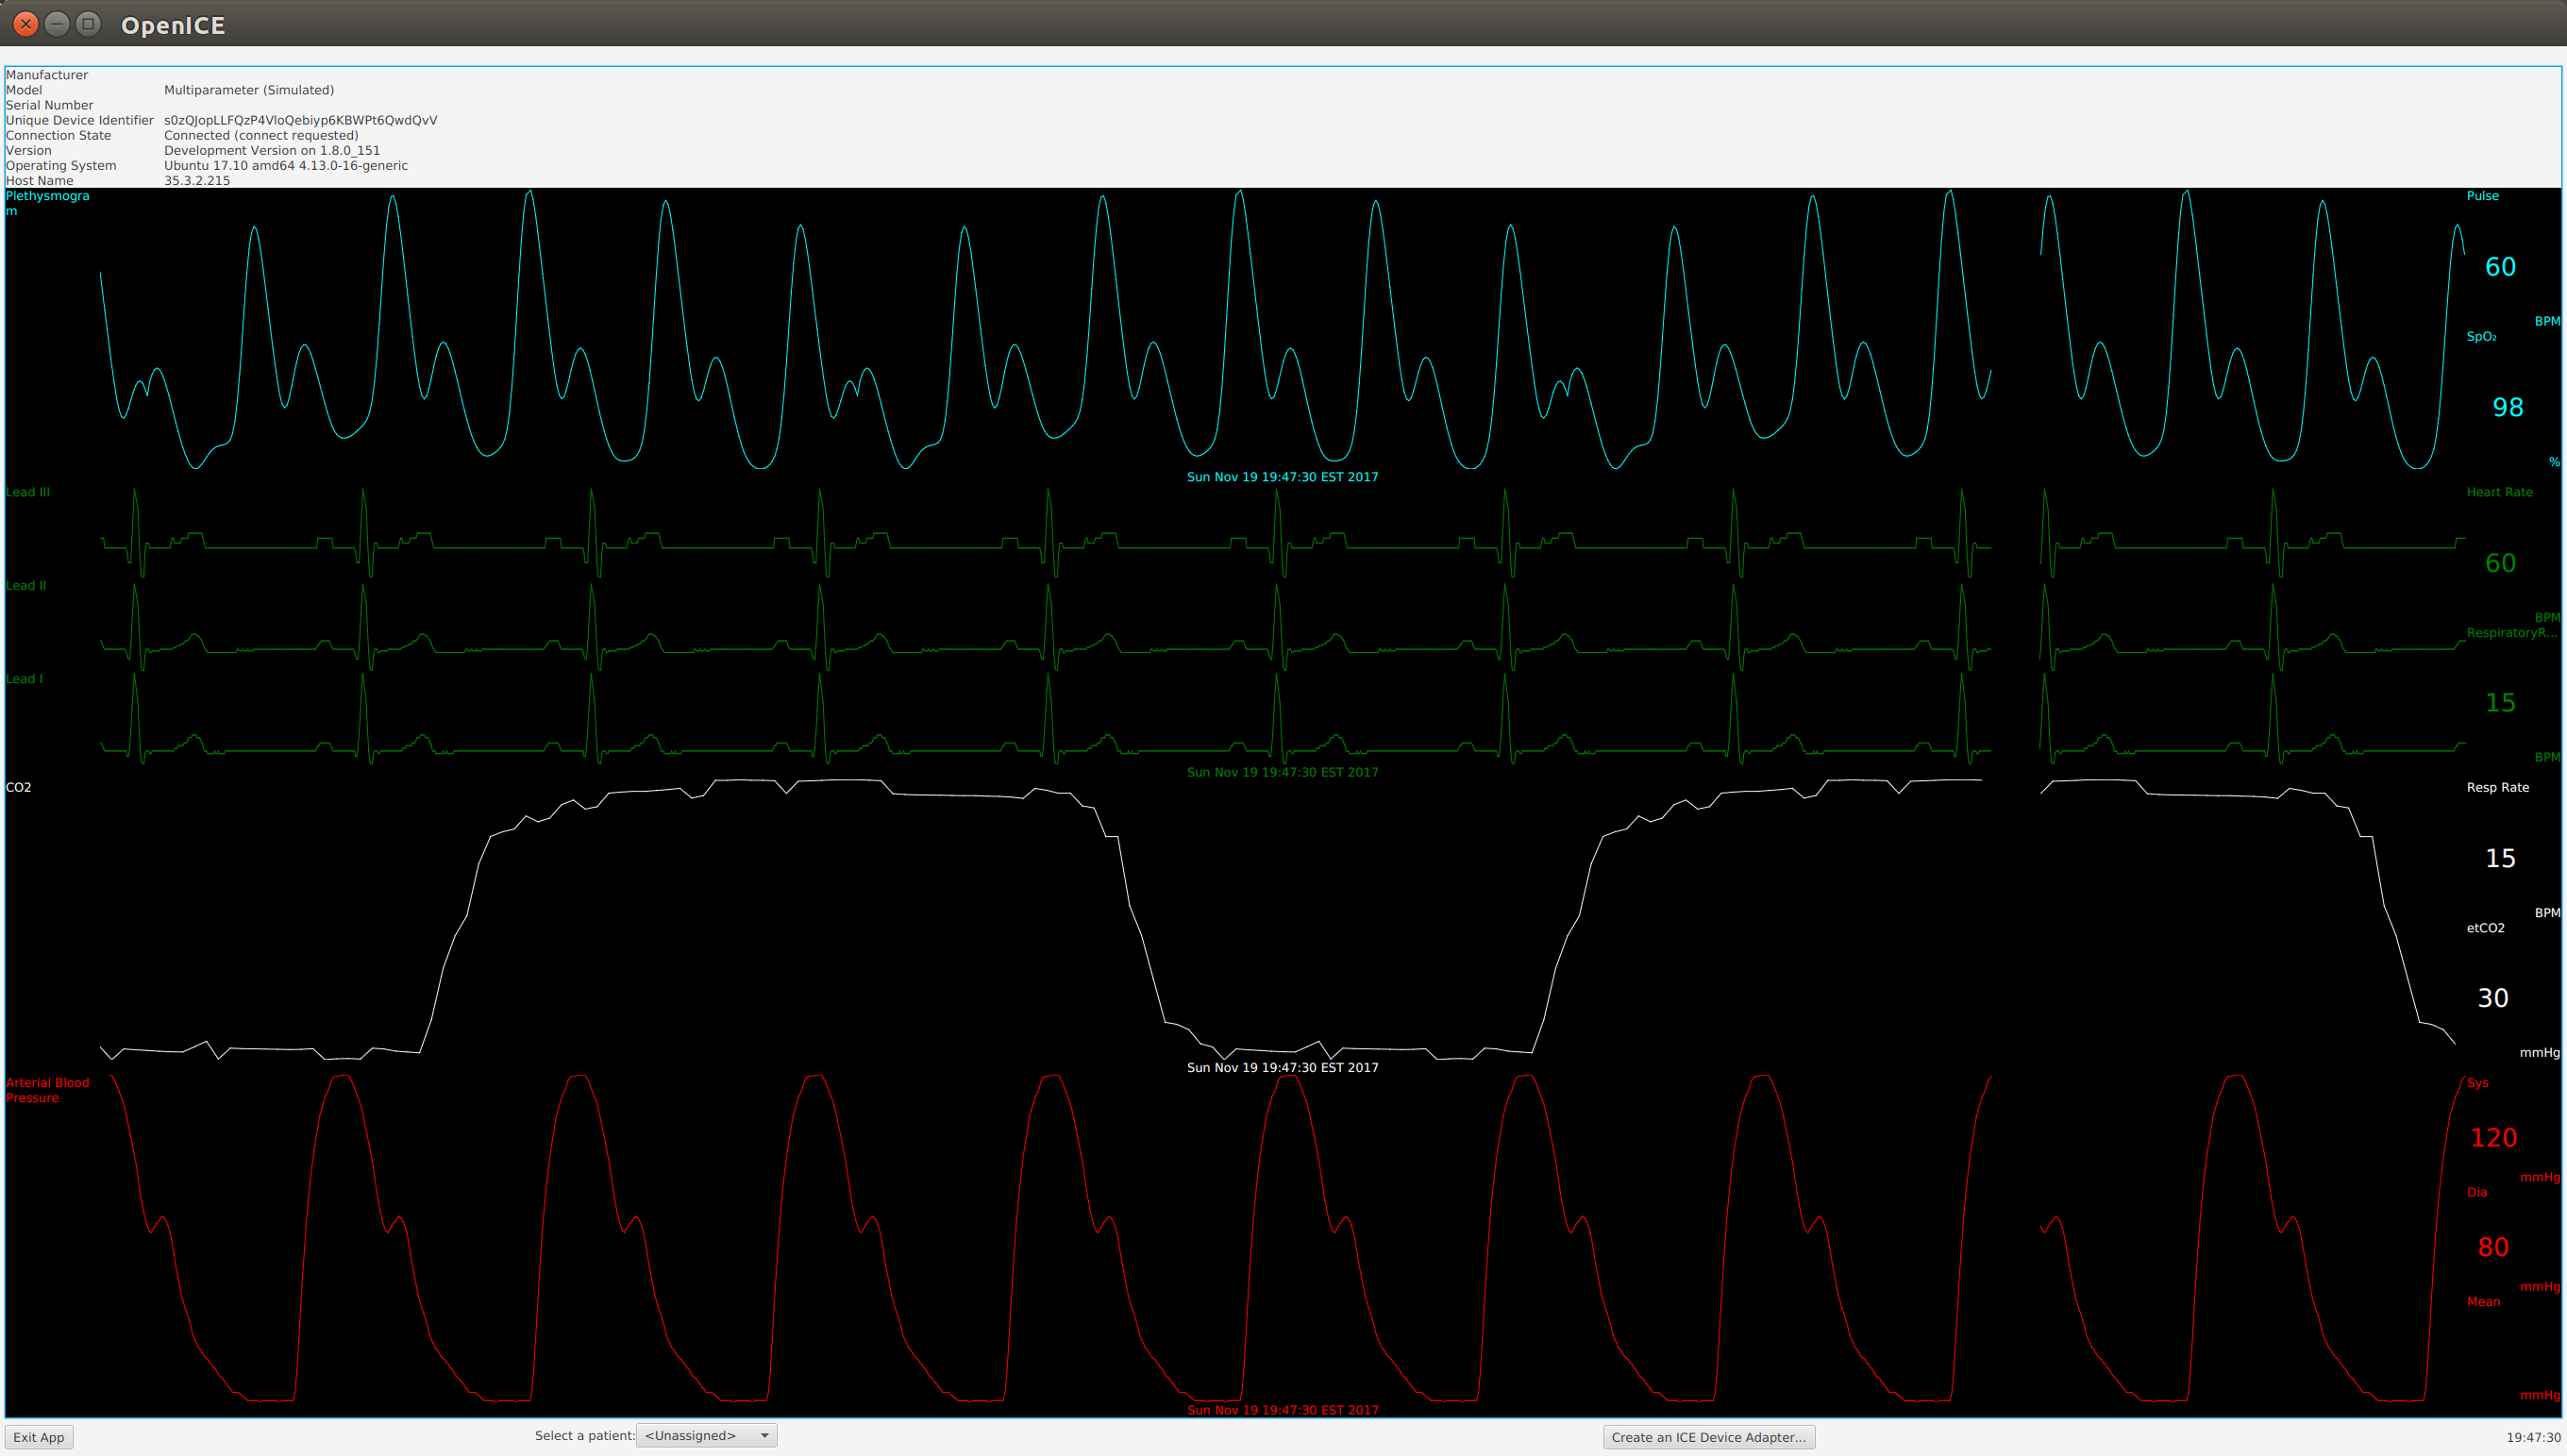 OpenICE
Manufacturer
Model Multiparameter (Simulated)
Serial Number
Unique Device Identifier s0zQJopLLFQzP4VloQebiyp6KBWPt6QwdQvV
Connection State Connected (connect requested)
Version Development Version on 1.8.0_151
Operating System Ubuntu 17.10 amd64 4.13.0-16-generic
Host Name 35.3.2.215
Plethysmogra
m
Pulse
60
BPM
SpO₂
98
%
Sun Nov 19 19:47:30 EST 2017
Lead III
Lead II
Lead I
Heart Rate
60
BPM
RespiratoryR...
15
BPM
Sun Nov 19 19:47:30 EST 2017
CO2
Resp Rate
15
BPM
etCO2
30
mmHg
Sun Nov 19 19:47:30 EST 2017
Arterial Blood
Pressure
Sys
120
mmHg
Dia
80
mmHg
Mean
mmHg
Sun Nov 19 19:47:30 EST 2017
Exit App Select a patient: <Unassigned> Create an ICE Device Adapter... 19:47:30